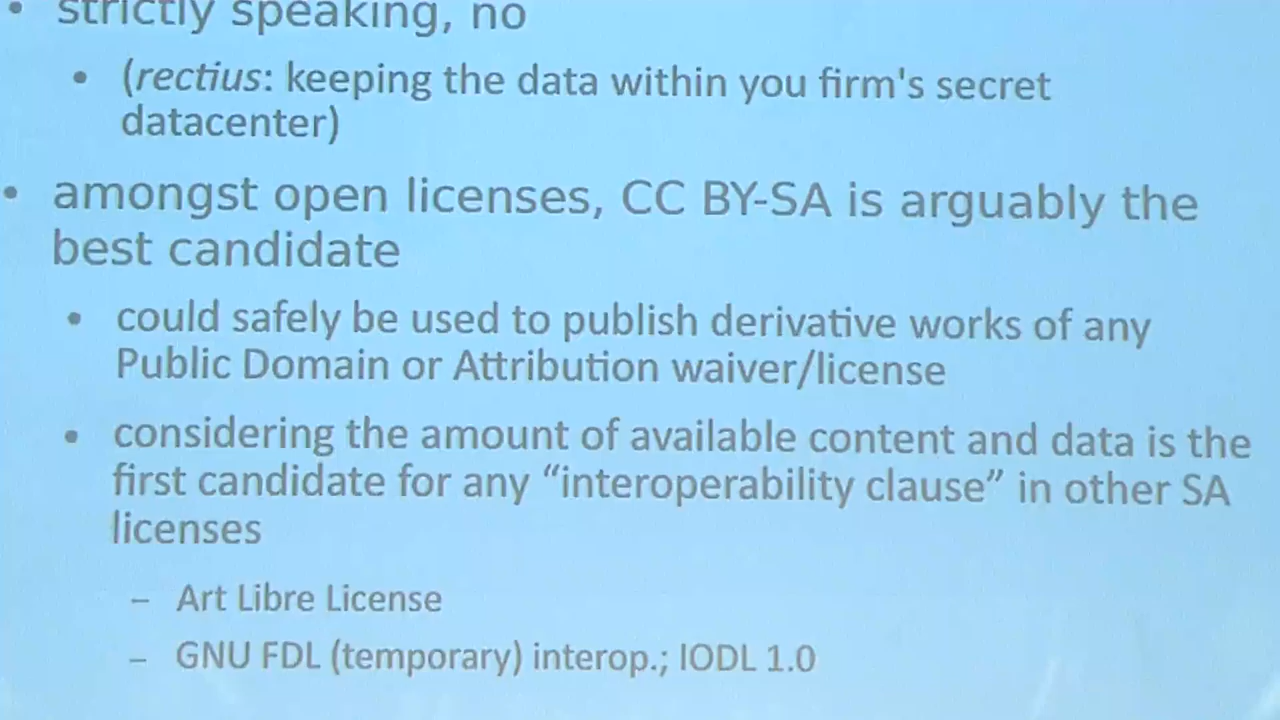 • strictly speaking, no
• (rectius: keeping the data within you firm's secret
datacenter)
• amongst open licenses, CC BY-SA is arguably the
best candidate
• could safely be used to publish derivative works of any
Public Domain or Attribution waiver/license
• considering the amount of available content and data is the
first candidate for any “interoperability clause” in other SA
licenses
– Art Libre License
– GNU FDL (temporary) interop.; IODL 1.0